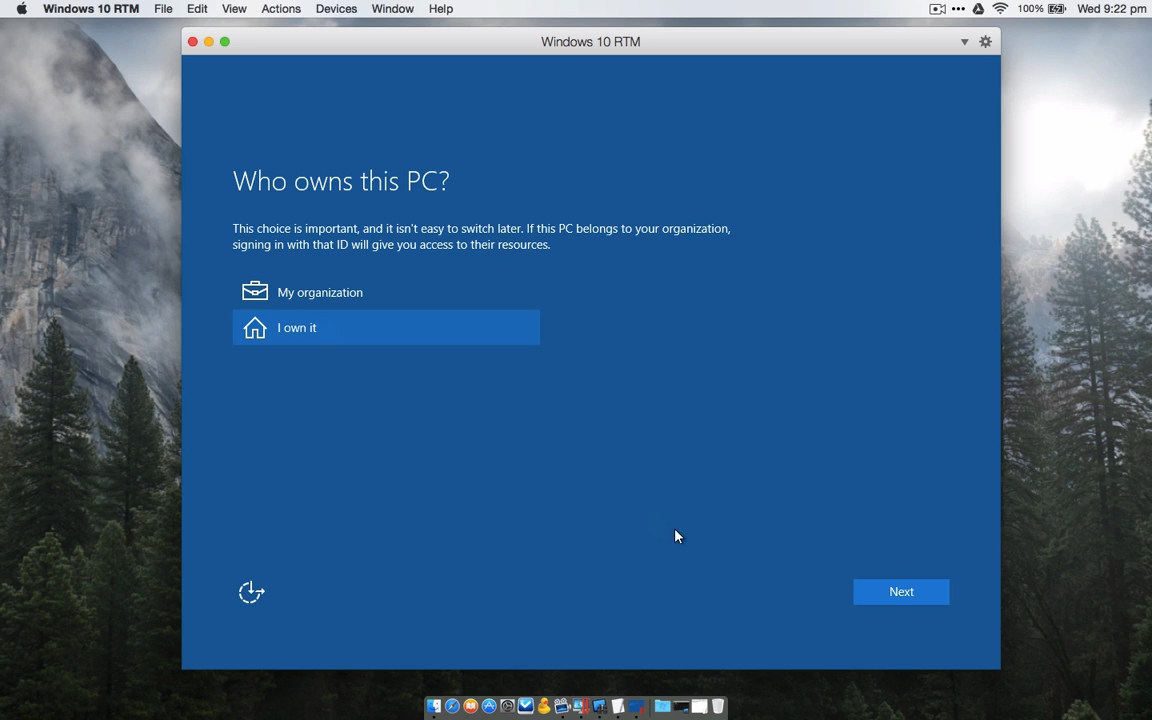 Windows 10 RTM File Edit View Actions Devices Window Help 100% Wed 9:22 pm
Windows 10 RTM
Who owns this PC?
This choice is important, and it isn't easy to switch later. If this PC belongs to your organization,
signing in with that ID will give you access to their resources.
My organization
I own it
Next